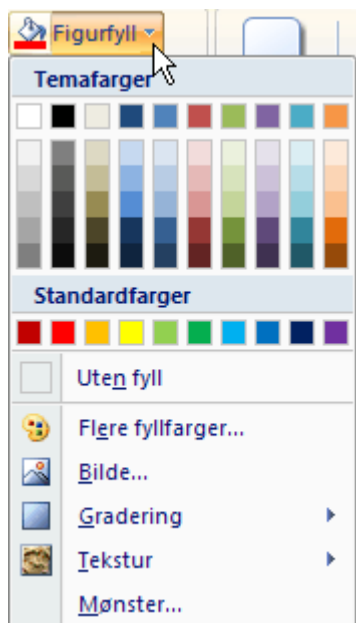 Figurfyll
Temafarger
Standardfarger
Uten fyll
Flere fyllfarger...
Bilde...
Gradering
Tekstur
Mønster...